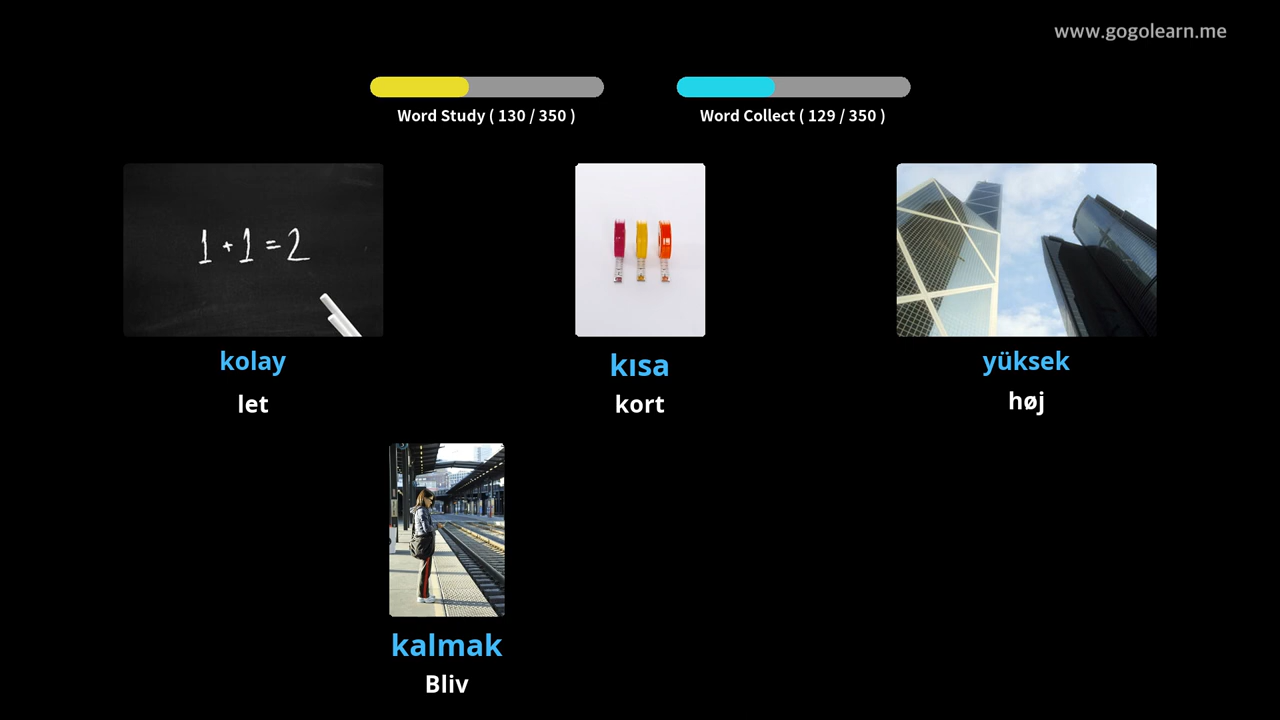 www.gogolearn.me
Word Study ( 130 / 350 )
Word Collect ( 129 / 350 )
1 + 1 = 2
kolay
let
kısa
kort
yüksek
høj
kalmak
Bliv